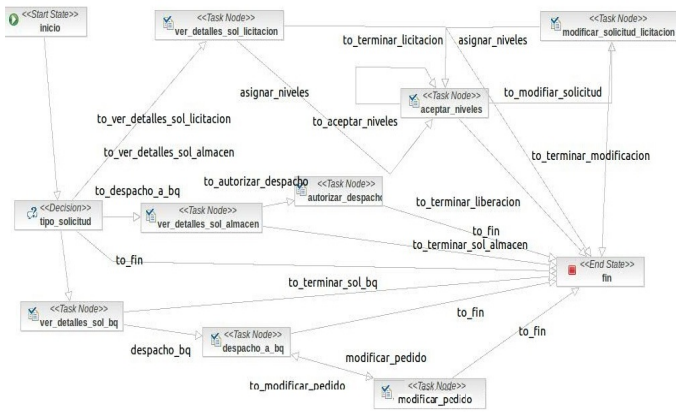 <<Start State>>
inicio
<<Task Node>>
ver_detalles_sol_licitacion
<<Task Node>>
modificar_solicitud_licitacion
to_terminar_licitacion
asignar_niveles
asignar_niveles
<<Task Node>>
aceptar_niveles
to_modifiar_solicitud
to_ver_detalles_sol_licitacion
to_aceptar_niveles
to_ver_detalles_sol_almacen
to_terminar_modificacion
to_despacho_a_bq
to_autorizar_despacho
<<Task Node>>
autorizar_despacho
<<Decision>>
tipo_solicitud
<<Task Node>>
ver_detalles_sol_almacen
to_terminar_liberacion
to_fin
to_terminar_sol_almacen
to_fin
<<End State>>
fin
to_terminar_sol_bq
<<Task Node>>
ver_detalles_sol_bq
to_fin
to_fin
despacho_bq
<<Task Node>>
despacho_a_bq
modificar_pedido
to_modificar_pedido
<<Task Node>>
modificar_pedido